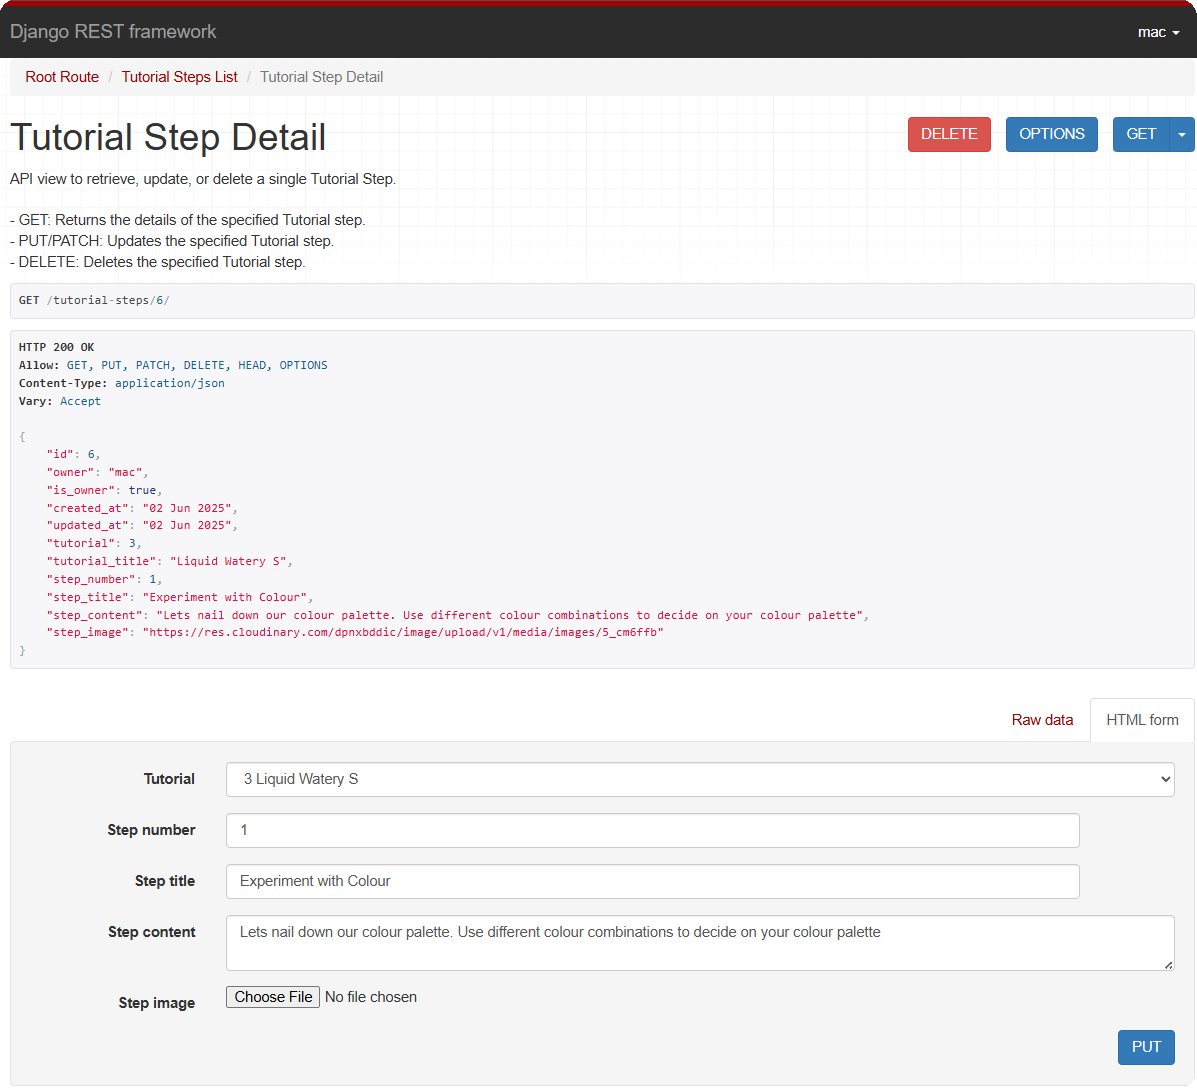 Django REST framework
mac
Root Route / Tutorial Steps List / Tutorial Step Detail
Tutorial Step Detail
DELETE
OPTIONS
GET
API view to retrieve, update, or delete a single Tutorial Step.
- GET: Returns the details of the specified Tutorial step.
- PUT/PATCH: Updates the specified Tutorial step.
- DELETE: Deletes the specified Tutorial step.
GET /tutorial-steps/6/
HTTP 200 OK
Allow: GET, PUT, PATCH, DELETE, HEAD, OPTIONS
Content-Type: application/json
Vary: Accept
{
    "id": 6,
    "owner": "mac",
    "is_owner": true,
    "created_at": "02 Jun 2025",
    "updated_at": "02 Jun 2025",
    "tutorial": 3,
    "tutorial_title": "Liquid Watery S",
    "step_number": 1,
    "step_title": "Experiment with Colour",
    "step_content": "Lets nail down our colour palette. Use different colour combinations to decide on your colour palette",
    "step_image": "https://res.cloudinary.com/dpnxbddic/image/upload/v1/media/images/5_cm6ffb"
}
Raw data
HTML form
Tutorial
3 Liquid Watery S
Step number
1
Step title
Experiment with Colour
Step content
Lets nail down our colour palette. Use different colour combinations to decide on your colour palette
Step image
Choose File No file chosen
PUT